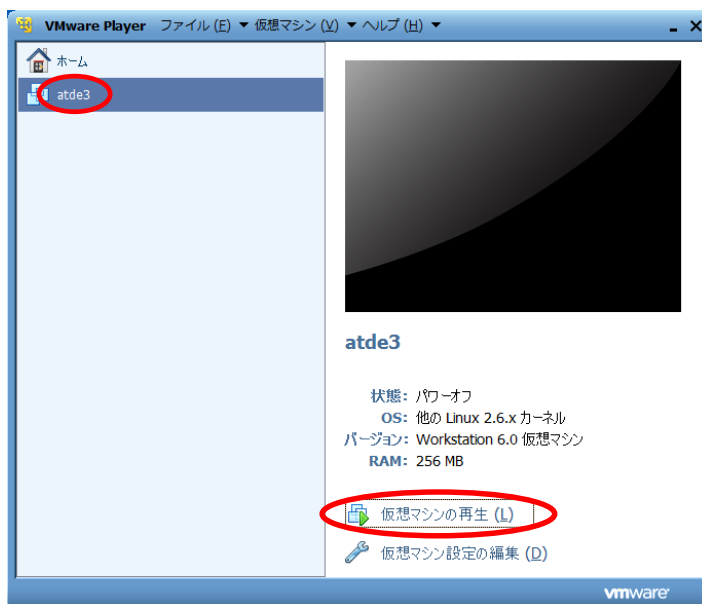 VMware Player ファイル (F) ▼ 仮想マシン (V) ▼ ヘルプ (H) ▼
ホーム
atde3
atde3
状態: パワーオフ
OS: 他の Linux 2.6.x カーネル
バージョン: Workstation 6.0 仮想マシン
RAM: 256 MB
仮想マシンの再生 (L)
仮想マシン設定の編集 (D)
vmware